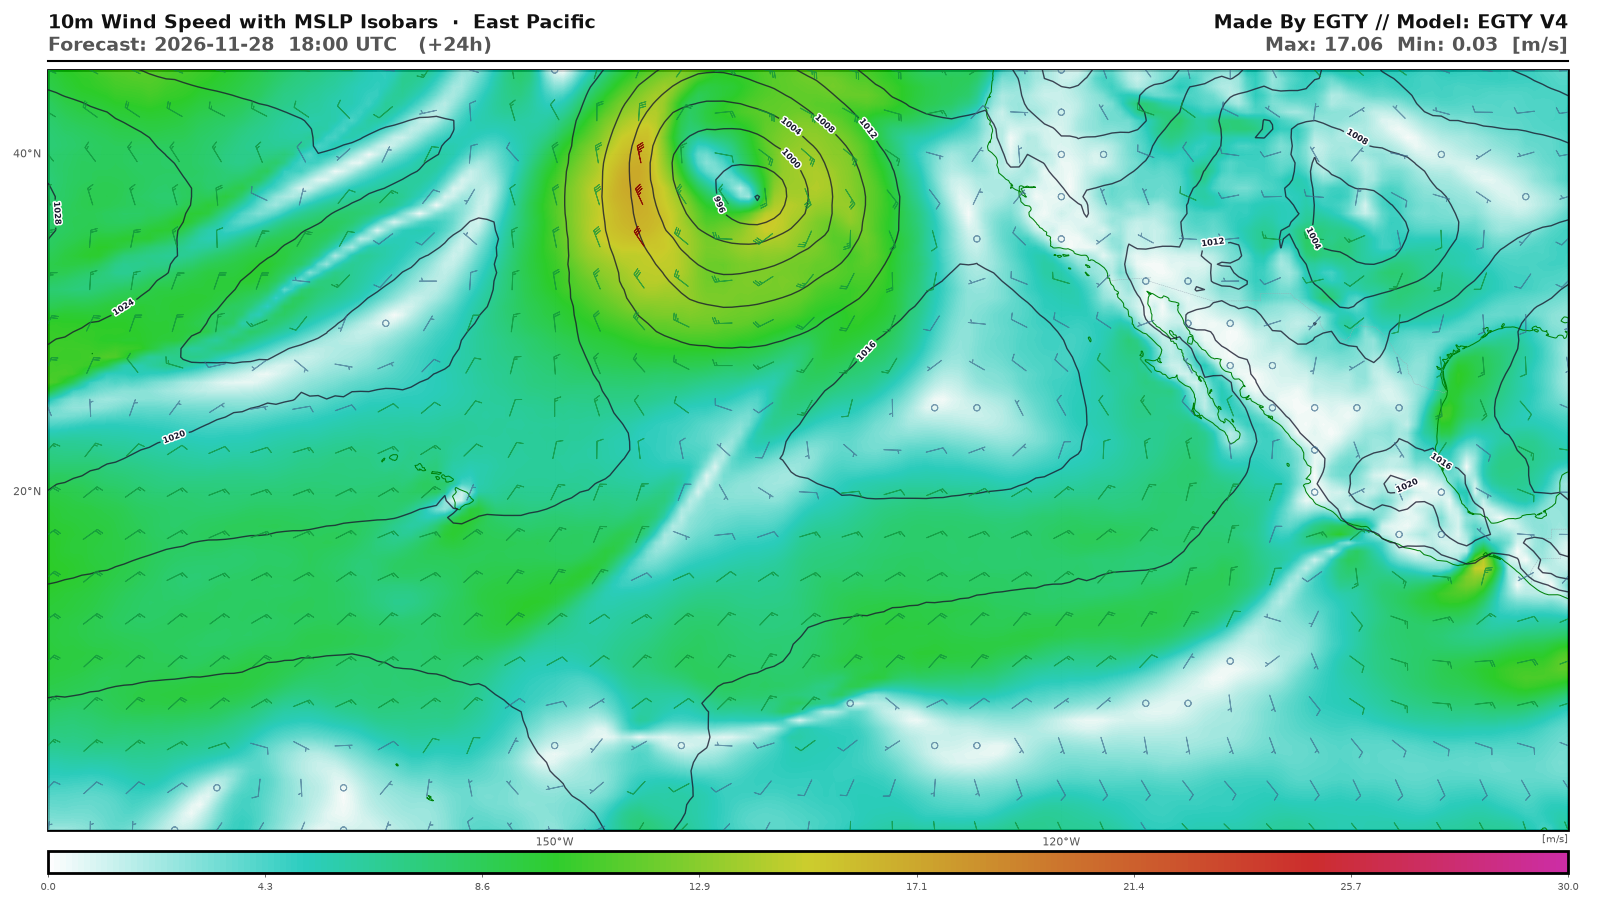 10m Wind Speed with MSLP Isobars · East Pacific
Made By EGTY // Model: EGTY V4
Forecast: 2026-11-28 18:00 UTC (+24h)
Max: 17.06 Min: 0.03 [m/s]
1004
1008
1012
1008
40°N
1000
996
1028
1004
1012
1024
1016
1020
1016
1020
20°N
150°W
120°W
[m/s]
0.0
4.3
8.6
12.9
17.1
21.4
25.7
30.0